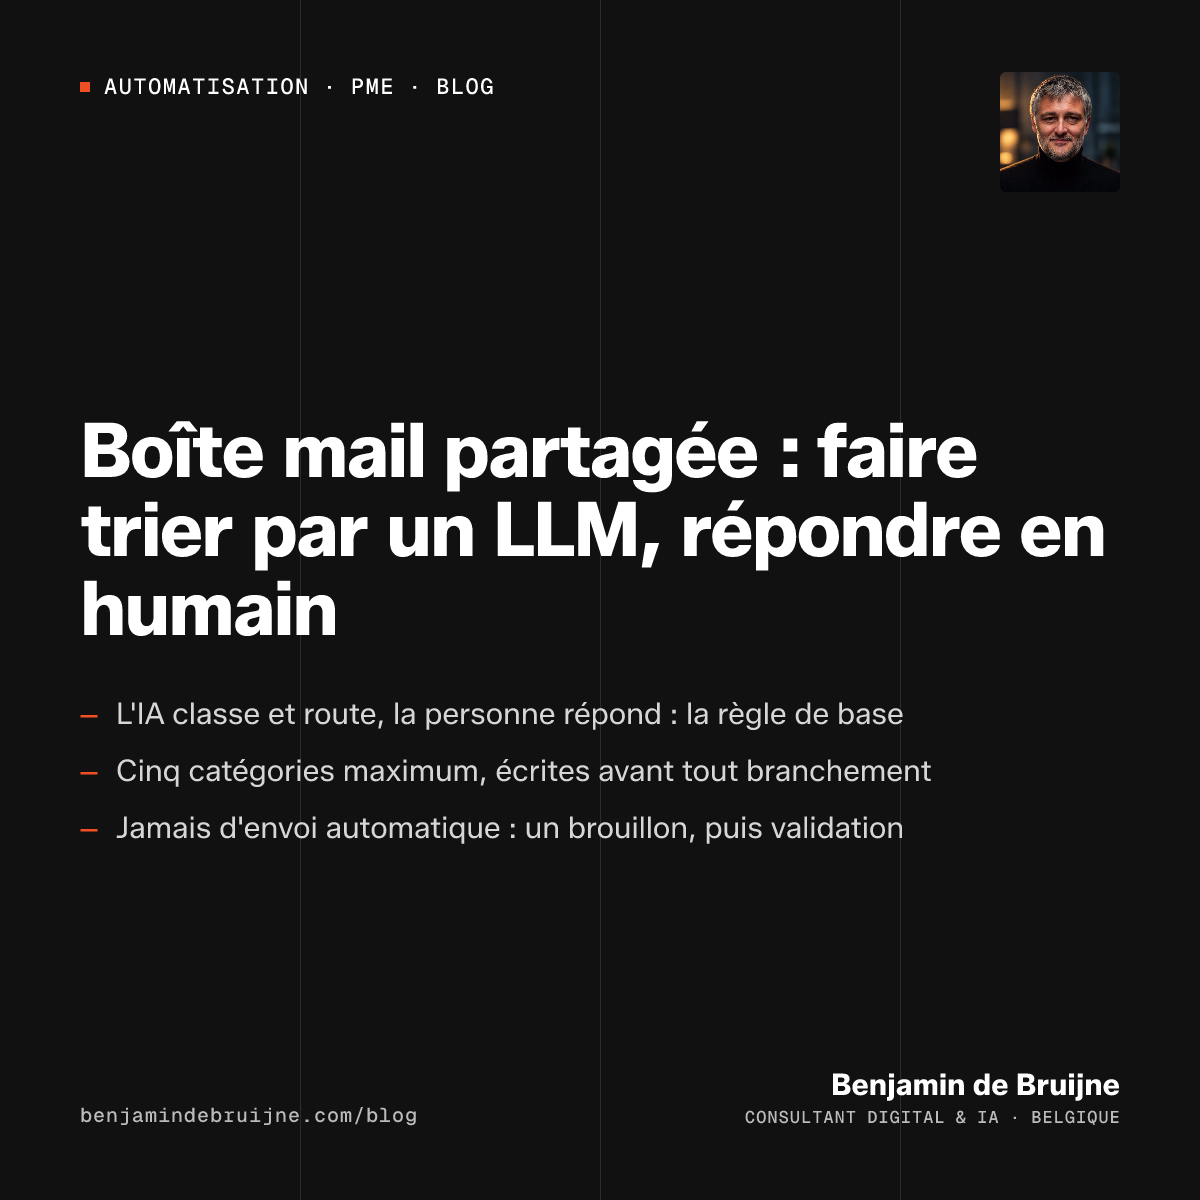 AUTOMATISATION · PME · BLOG
Boîte mail partagée : faire
trier par un LLM, répondre en
humain
– L'IA classe et route, la personne répond : la règle de base
– Cinq catégories maximum, écrites avant tout branchement
– Jamais d'envoi automatique : un brouillon, puis validation
benjamindebruijne.com/blog
Benjamin de Bruijne
CONSULTANT DIGITAL & IA · BELGIQUE